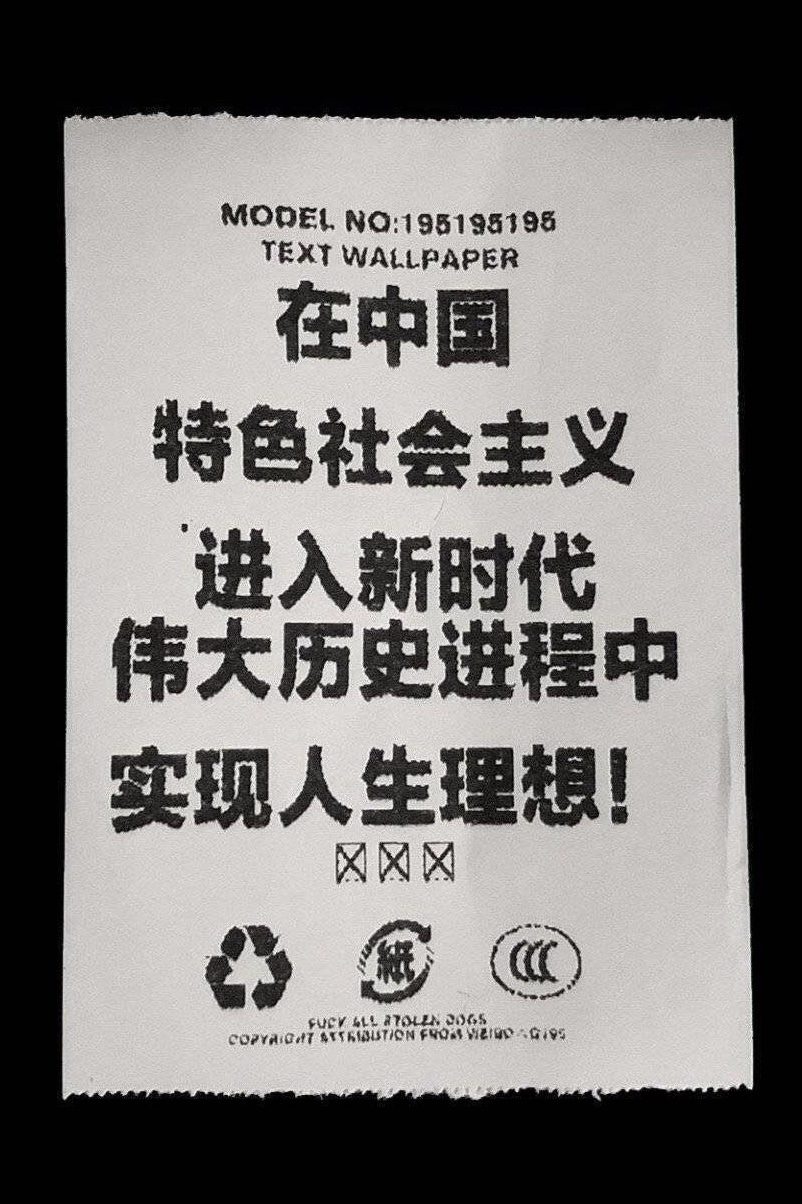 MODEL NO:195195195
TEXT WALLPAPER
在中国
特色社会主义
进入新时代
伟大历史进程中
实现人生理想!
紙
FUCK ALL STOLEN DOGS
COPYRIGHT ATTRIBUTION FROM WEIBO